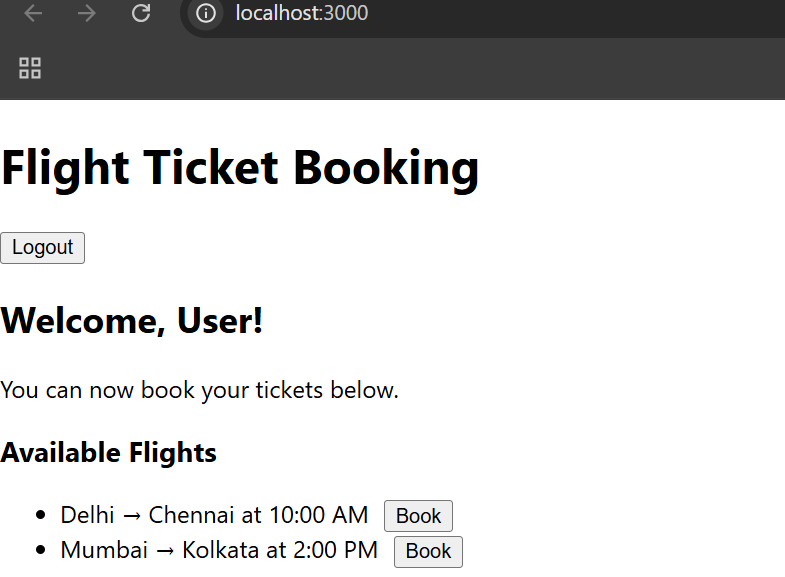 localhost:3000
Flight Ticket Booking
Logout
Welcome, User!
You can now book your tickets below.
Available Flights
• Delhi → Chennai at 10:00 AM Book
• Mumbai → Kolkata at 2:00 PM Book